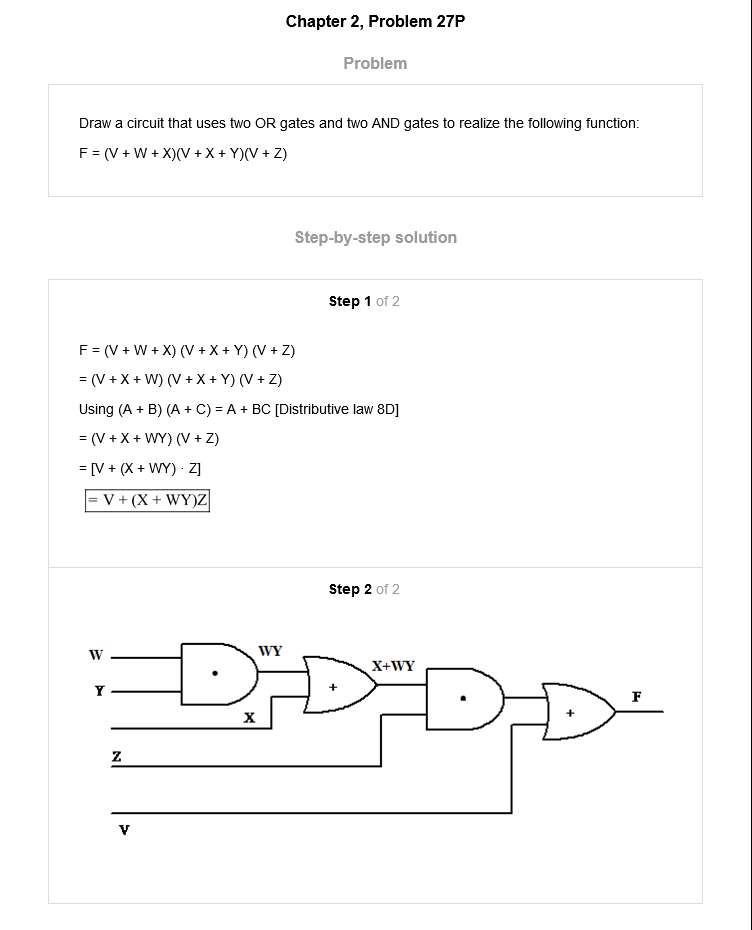 Chapter 2, Problem 27P
Problem
Draw a circuit that uses two OR gates and two AND gates to realize the following function:
F = (V + W + X)(V + X + Y)(V + Z)
Step-by-step solution
Step 1 of 2
F = (V + W + X) (V + X + Y) (V + Z)
= (V + X + W) (V + X + Y) (V + Z)
Using (A + B) (A + C) = A + BC [Distributive law 8D]
= (V + X + WY) (V + Z)
= [V + (X + WY) · Z]
= V + (X + WY)Z
Step 2 of 2
W
WY
X+WY
Y
+
F
X
+
Z
V